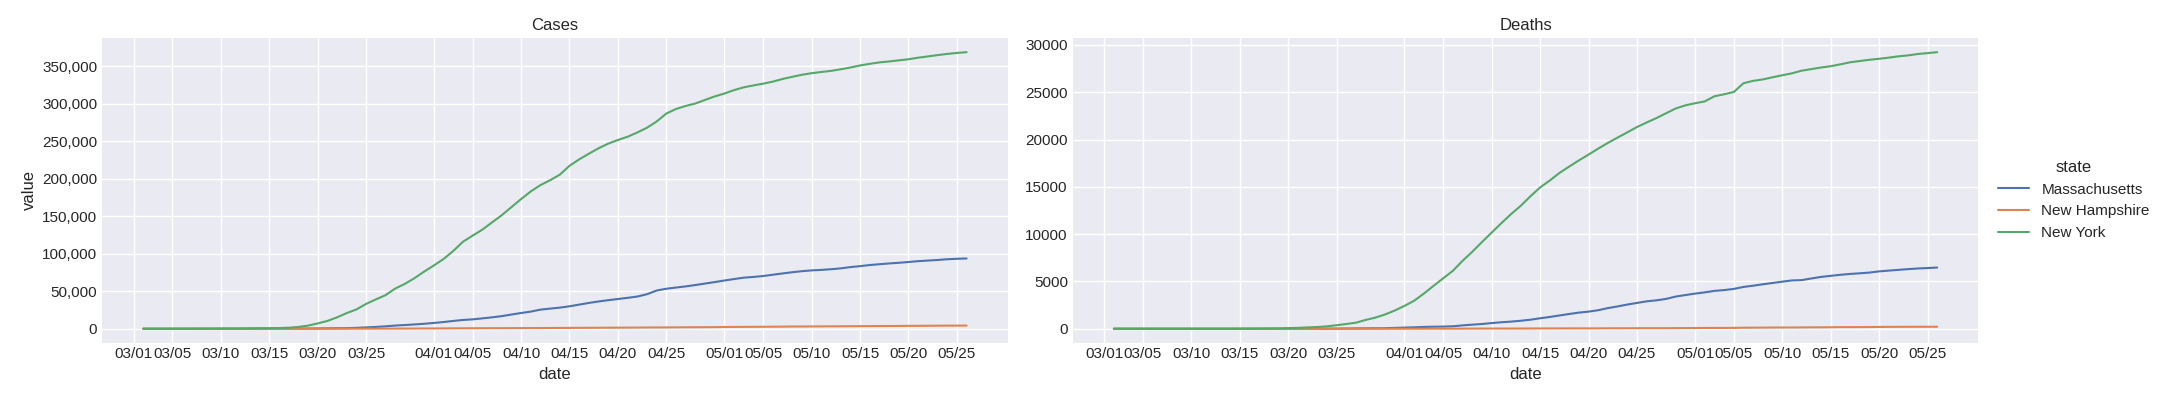 Cases
value
350,000
300,000
250,000
200,000
150,000
100,000
50,000
0
03/01 03/05 03/10 03/15 03/20 03/25 04/01 04/05 04/10 04/15 04/20 04/25 05/01 05/05 05/10 05/15 05/20 05/25
date
Deaths
30000
25000
20000
15000
10000
5000
0
03/01 03/05 03/10 03/15 03/20 03/25 04/01 04/05 04/10 04/15 04/20 04/25 05/01 05/05 05/10 05/15 05/20 05/25
date
state
Massachusetts
New Hampshire
New York